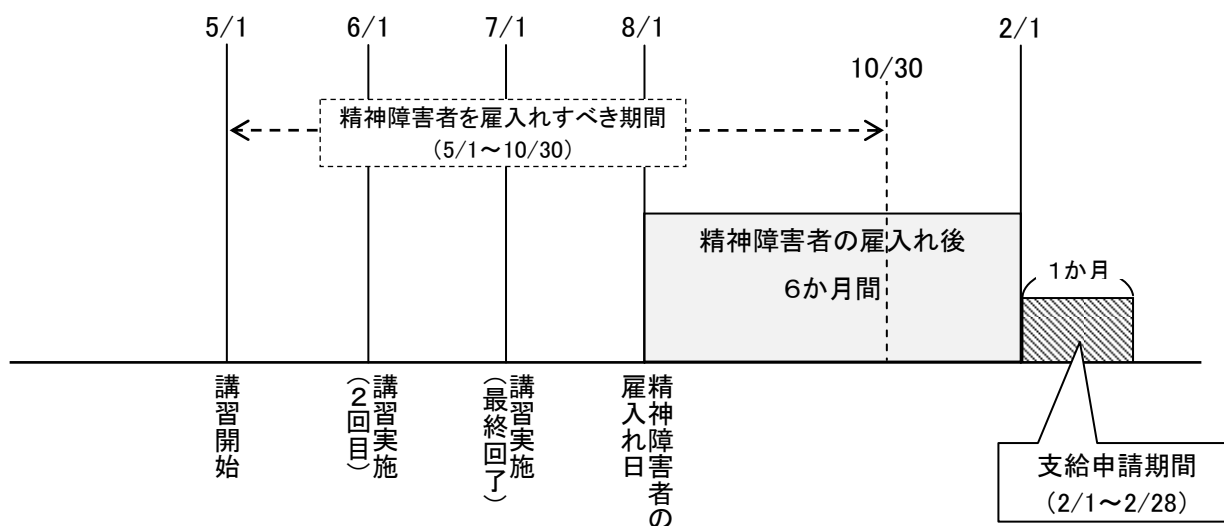 5/1
6/1
7/1
8/1
2/1
10/30
精神障害者を雇入れすべき期間
(5/1~10/30)
精神障害者の雇入れ後
6か月間
1か月
講習開始
講習実施
(2回目)
講習実施
(最終回了)
精神障害者の
雇入れ日
支給申請期間
(2/1~2/28)